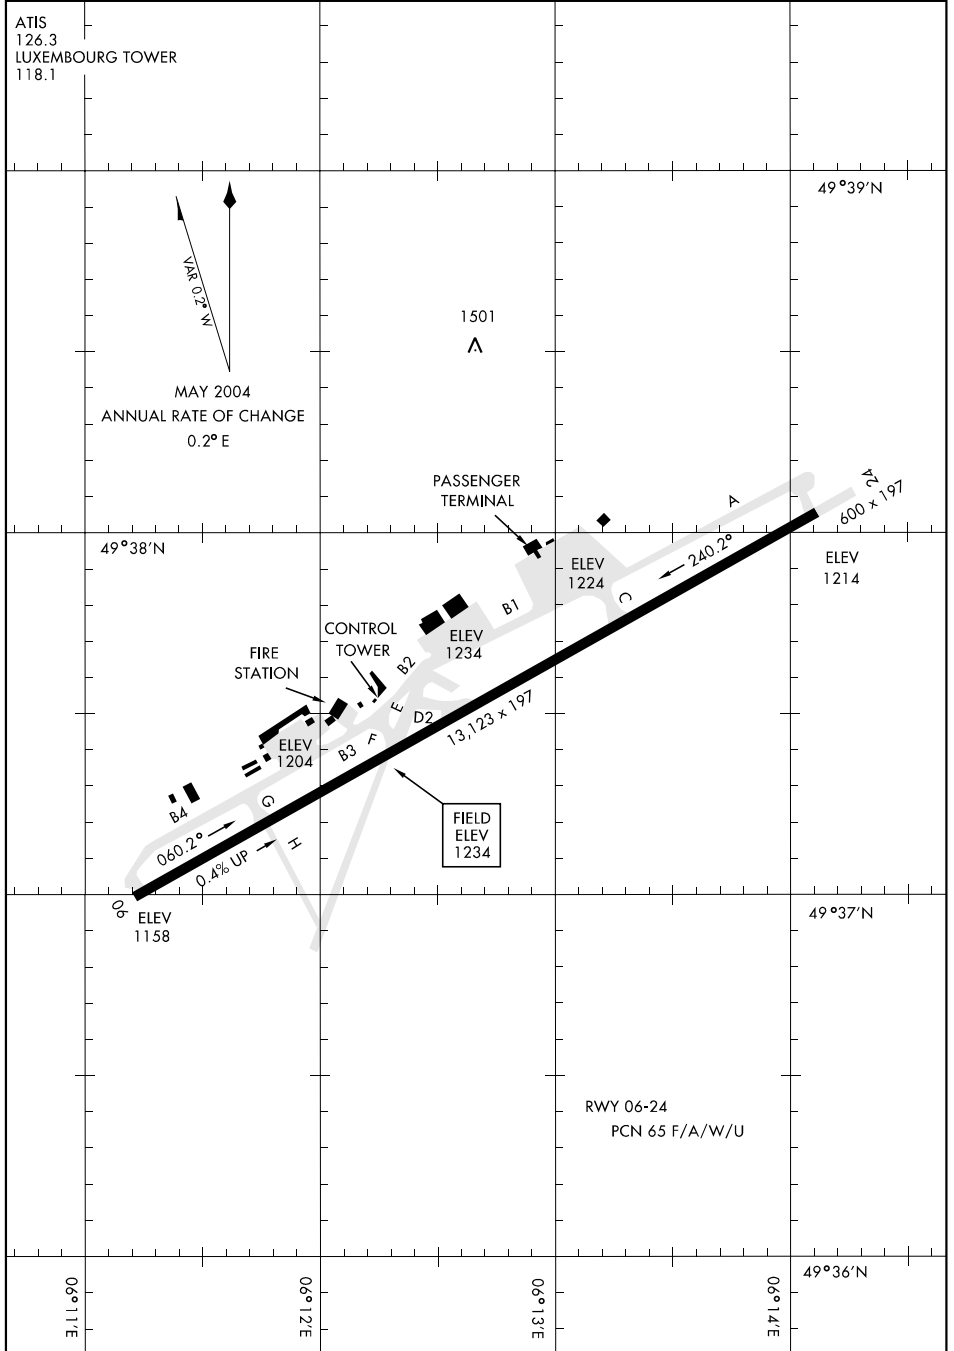 ATIS
126.3
LUXEMBOURG TOWER
118.1
49°39'N
VAR 0.2° W
1501
MAY 2004
ANNUAL RATE OF CHANGE
0.2° E
PASSENGER
TERMINAL
A
24
600 x 197
49°38'N
240.2°
ELEV
1214
ELEV
1224
C
B1
CONTROL
TOWER
ELEV
1234
FIRE
STATION
B2
E
D2
13,123 x 197
F
B3
ELEV
1204
G
B4
FIELD
ELEV
1234
060.2°
0.4% UP
H
06
ELEV
1158
49°37'N
RWY 06-24
PCN 65 F/A/W/U
49°36'N
06°11'E
06°12'E
06°13'E
06°14'E